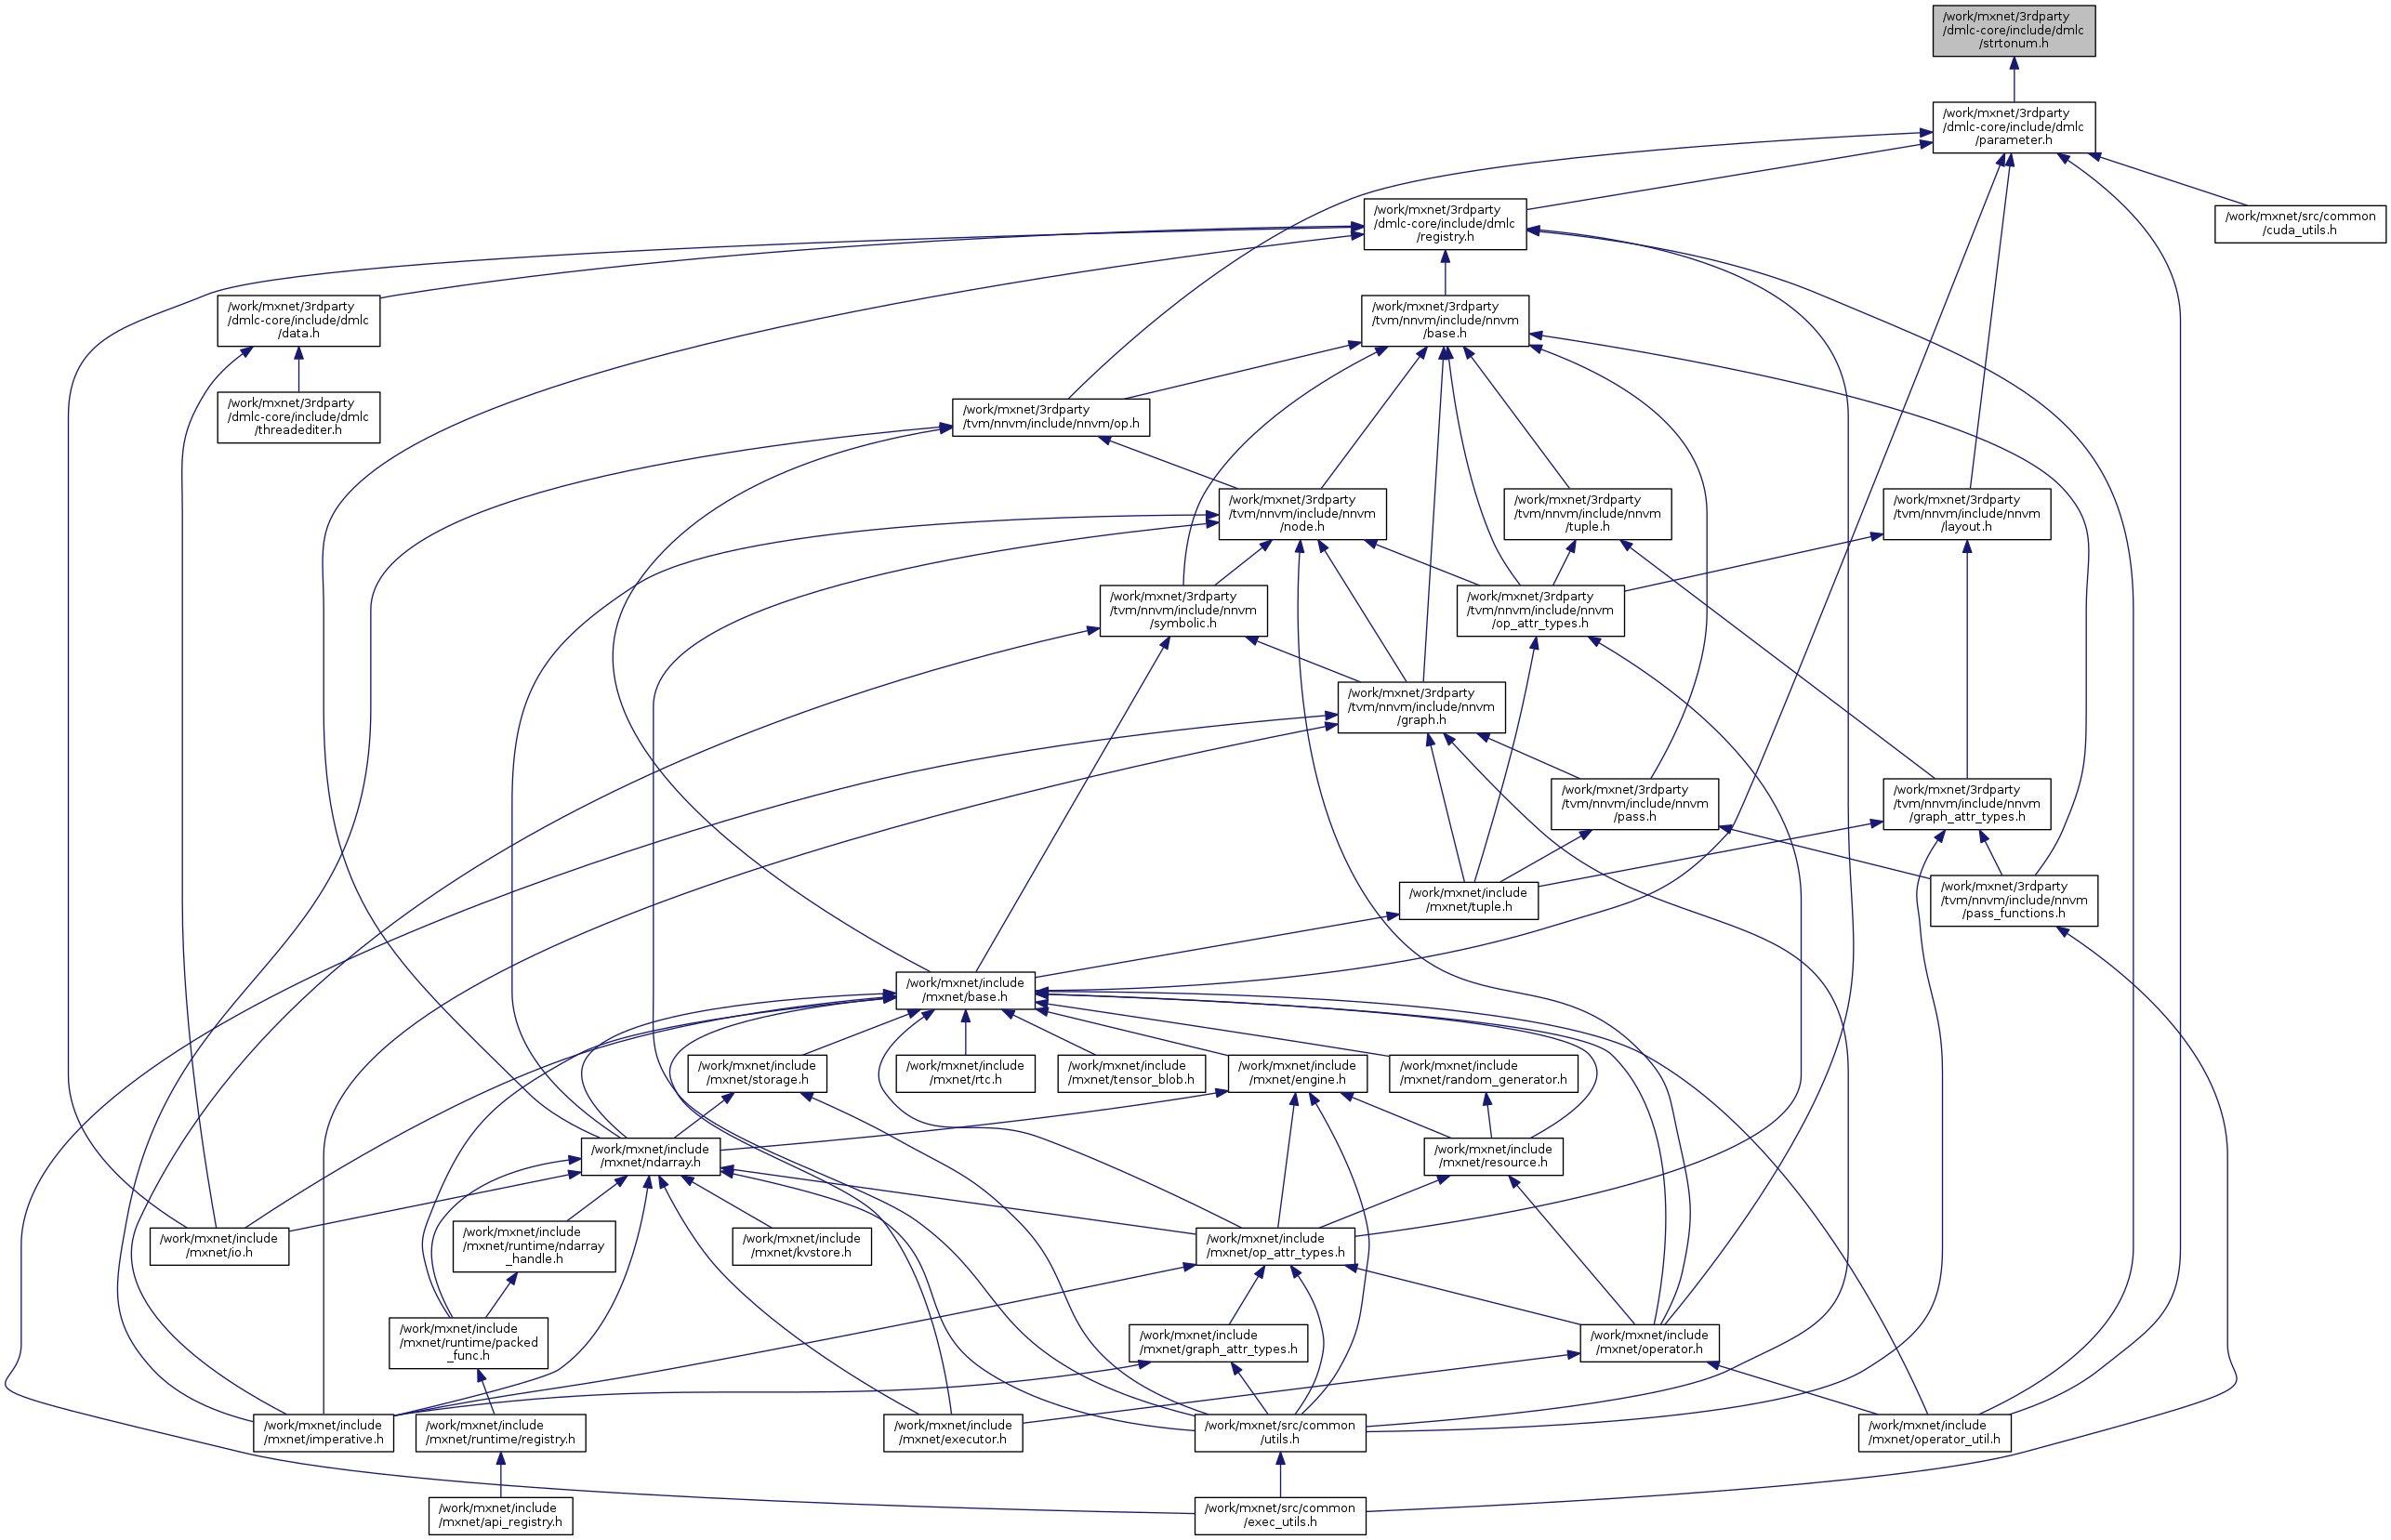 /work/mxnet/3rdparty
/dmlc-core/include/dmlc
/strtonum.h
/work/mxnet/3rdparty
/dmlc-core/include/dmlc
/parameter.h
/work/mxnet/3rdparty
/dmlc-core/include/dmlc
/registry.h
/work/mxnet/src/common
/cuda_utils.h
/work/mxnet/3rdparty
/dmlc-core/include/dmlc
/data.h
/work/mxnet/3rdparty
/tvm/nnvm/include/nnvm
/base.h
/work/mxnet/3rdparty
/dmlc-core/include/dmlc
/threadediter.h
/work/mxnet/3rdparty
/tvm/nnvm/include/nnvm/op.h
/work/mxnet/3rdparty
/tvm/nnvm/include/nnvm
/node.h
/work/mxnet/3rdparty
/tvm/nnvm/include/nnvm
/tuple.h
/work/mxnet/3rdparty
/tvm/nnvm/include/nnvm
/layout.h
/work/mxnet/3rdparty
/tvm/nnvm/include/nnvm
/symbolic.h
/work/mxnet/3rdparty
/tvm/nnvm/include/nnvm
/op_attr_types.h
/work/mxnet/3rdparty
/tvm/nnvm/include/nnvm
/graph.h
/work/mxnet/3rdparty
/tvm/nnvm/include/nnvm
/pass.h
/work/mxnet/3rdparty
/tvm/nnvm/include/nnvm
/graph_attr_types.h
/work/mxnet/include
/mxnet/tuple.h
/work/mxnet/3rdparty
/tvm/nnvm/include/nnvm
/pass_functions.h
/work/mxnet/include
/mxnet/base.h
/work/mxnet/include
/mxnet/storage.h
/work/mxnet/include
/mxnet/rtc.h
/work/mxnet/include
/mxnet/tensor_blob.h
/work/mxnet/include
/mxnet/engine.h
/work/mxnet/include
/mxnet/random_generator.h
/work/mxnet/include
/mxnet/ndarray.h
/work/mxnet/include
/mxnet/resource.h
/work/mxnet/include
/mxnet/io.h
/work/mxnet/include
/mxnet/runtime/ndarray
_handle.h
/work/mxnet/include
/mxnet/kvstore.h
/work/mxnet/include
/mxnet/op_attr_types.h
/work/mxnet/include
/mxnet/runtime/packed
_func.h
/work/mxnet/include
/mxnet/graph_attr_types.h
/work/mxnet/include
/mxnet/operator.h
/work/mxnet/include
/mxnet/imperative.h
/work/mxnet/include
/mxnet/runtime/registry.h
/work/mxnet/include
/mxnet/executor.h
/work/mxnet/src/common
/utils.h
/work/mxnet/include
/mxnet/operator_util.h
/work/mxnet/include
/mxnet/api_registry.h
/work/mxnet/src/common
/exec_utils.h